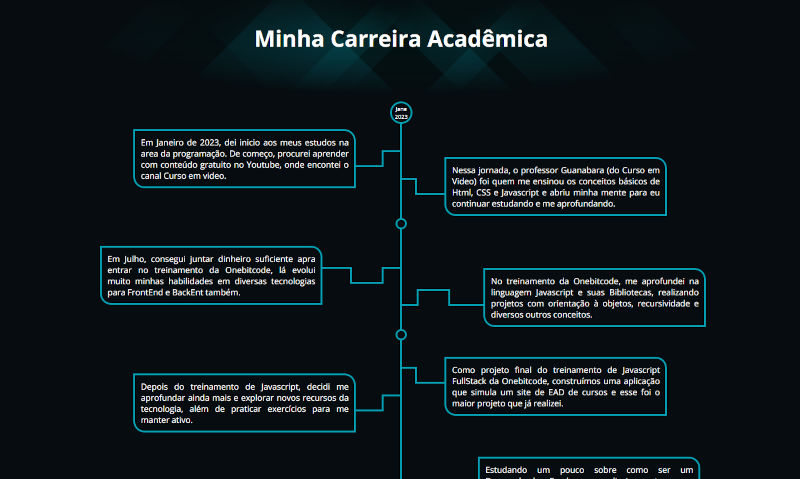 Minha Carreira Acadêmica
Jane
2023
Em Janeiro de 2023, dei inicio aos meus estudos na
area da programação. De começo, procurei aprender
com conteúdo gratuito no Youtube, onde encontei o
canal Curso em video.
Nessa jornada, o professor Guanabara (do Curso em
Video) foi quem me ensinou os conceitos básicos de
Html, CSS e Javascript e abriu minha mente para eu
continuar estudando e me aprofundando.
Em Julho, consegui juntar dinheiro suficiente apra
entrar no treinamento da Onebitcode, lá evolui
muito minhas habilidades em diversas tecnologias
para FrontEnd e BackEnt também.
No treinamento da Onebitcode, me aprofundei na
linguagem Javascript e suas Bibliotecas, realizando
projetos com orientação à objetos, recursividade e
diversos outros conceitos.
Como projeto final do treinamento de Javascript
FullStack da Onebitcode, construímos uma aplicação
que simula um site de EAD de cursos e esse foi o
maior projeto que já realizei.
Depois do treinamento de Javascript, decidi me
aprofundar ainda mais e explorar novos recursos da
tecnologia, além de praticar exercícios para me
manter ativo.
Estudando um pouco sobre como ser um